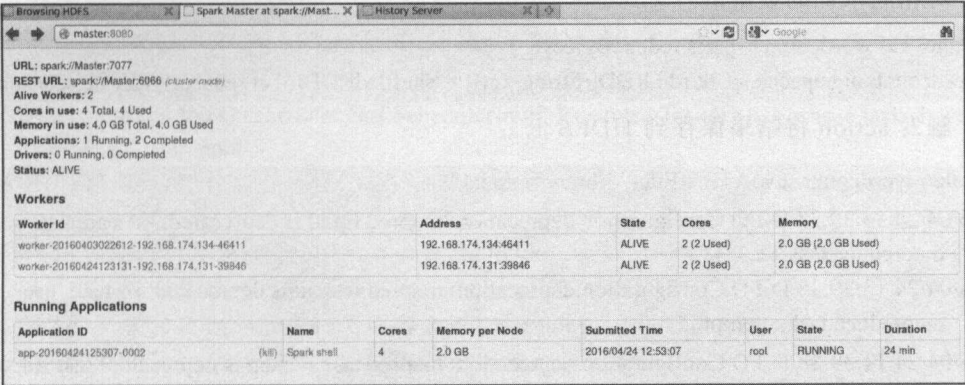 Browsing HDFS
Spark Master at spark://Mast...
History Server
master:8080
Google
URL: spark://Master:7077
REST URL: spark://Master:6066 (cluster mode)
Alive Workers: 2
Cores in use: 4 Total, 4 Used
Memory in use: 4.0 GB Total, 4.0 GB Used
Applications: 1 Running, 2 Completed
Drivers: 0 Running, 0 Completed
Status: ALIVE
Workers
Worker Id Address State Cores Memory
worker-20160403022612-192.168.174.134-46411 192.168.174.134:46411 ALIVE 2 (2 Used) 2.0 GB (2.0 GB Used)
worker-20160424123131-192.168.174.131-39846 192.168.174.131:39846 ALIVE 2 (2 Used) 2.0 GB (2.0 GB Used)
Running Applications
Application ID Name Cores Memory per Node Submitted Time User State Duration
app-20160424125307-0002 (kill) Spark shell 4 2.0 GB 2016/04/24 12:53:07 root RUNNING 24 min